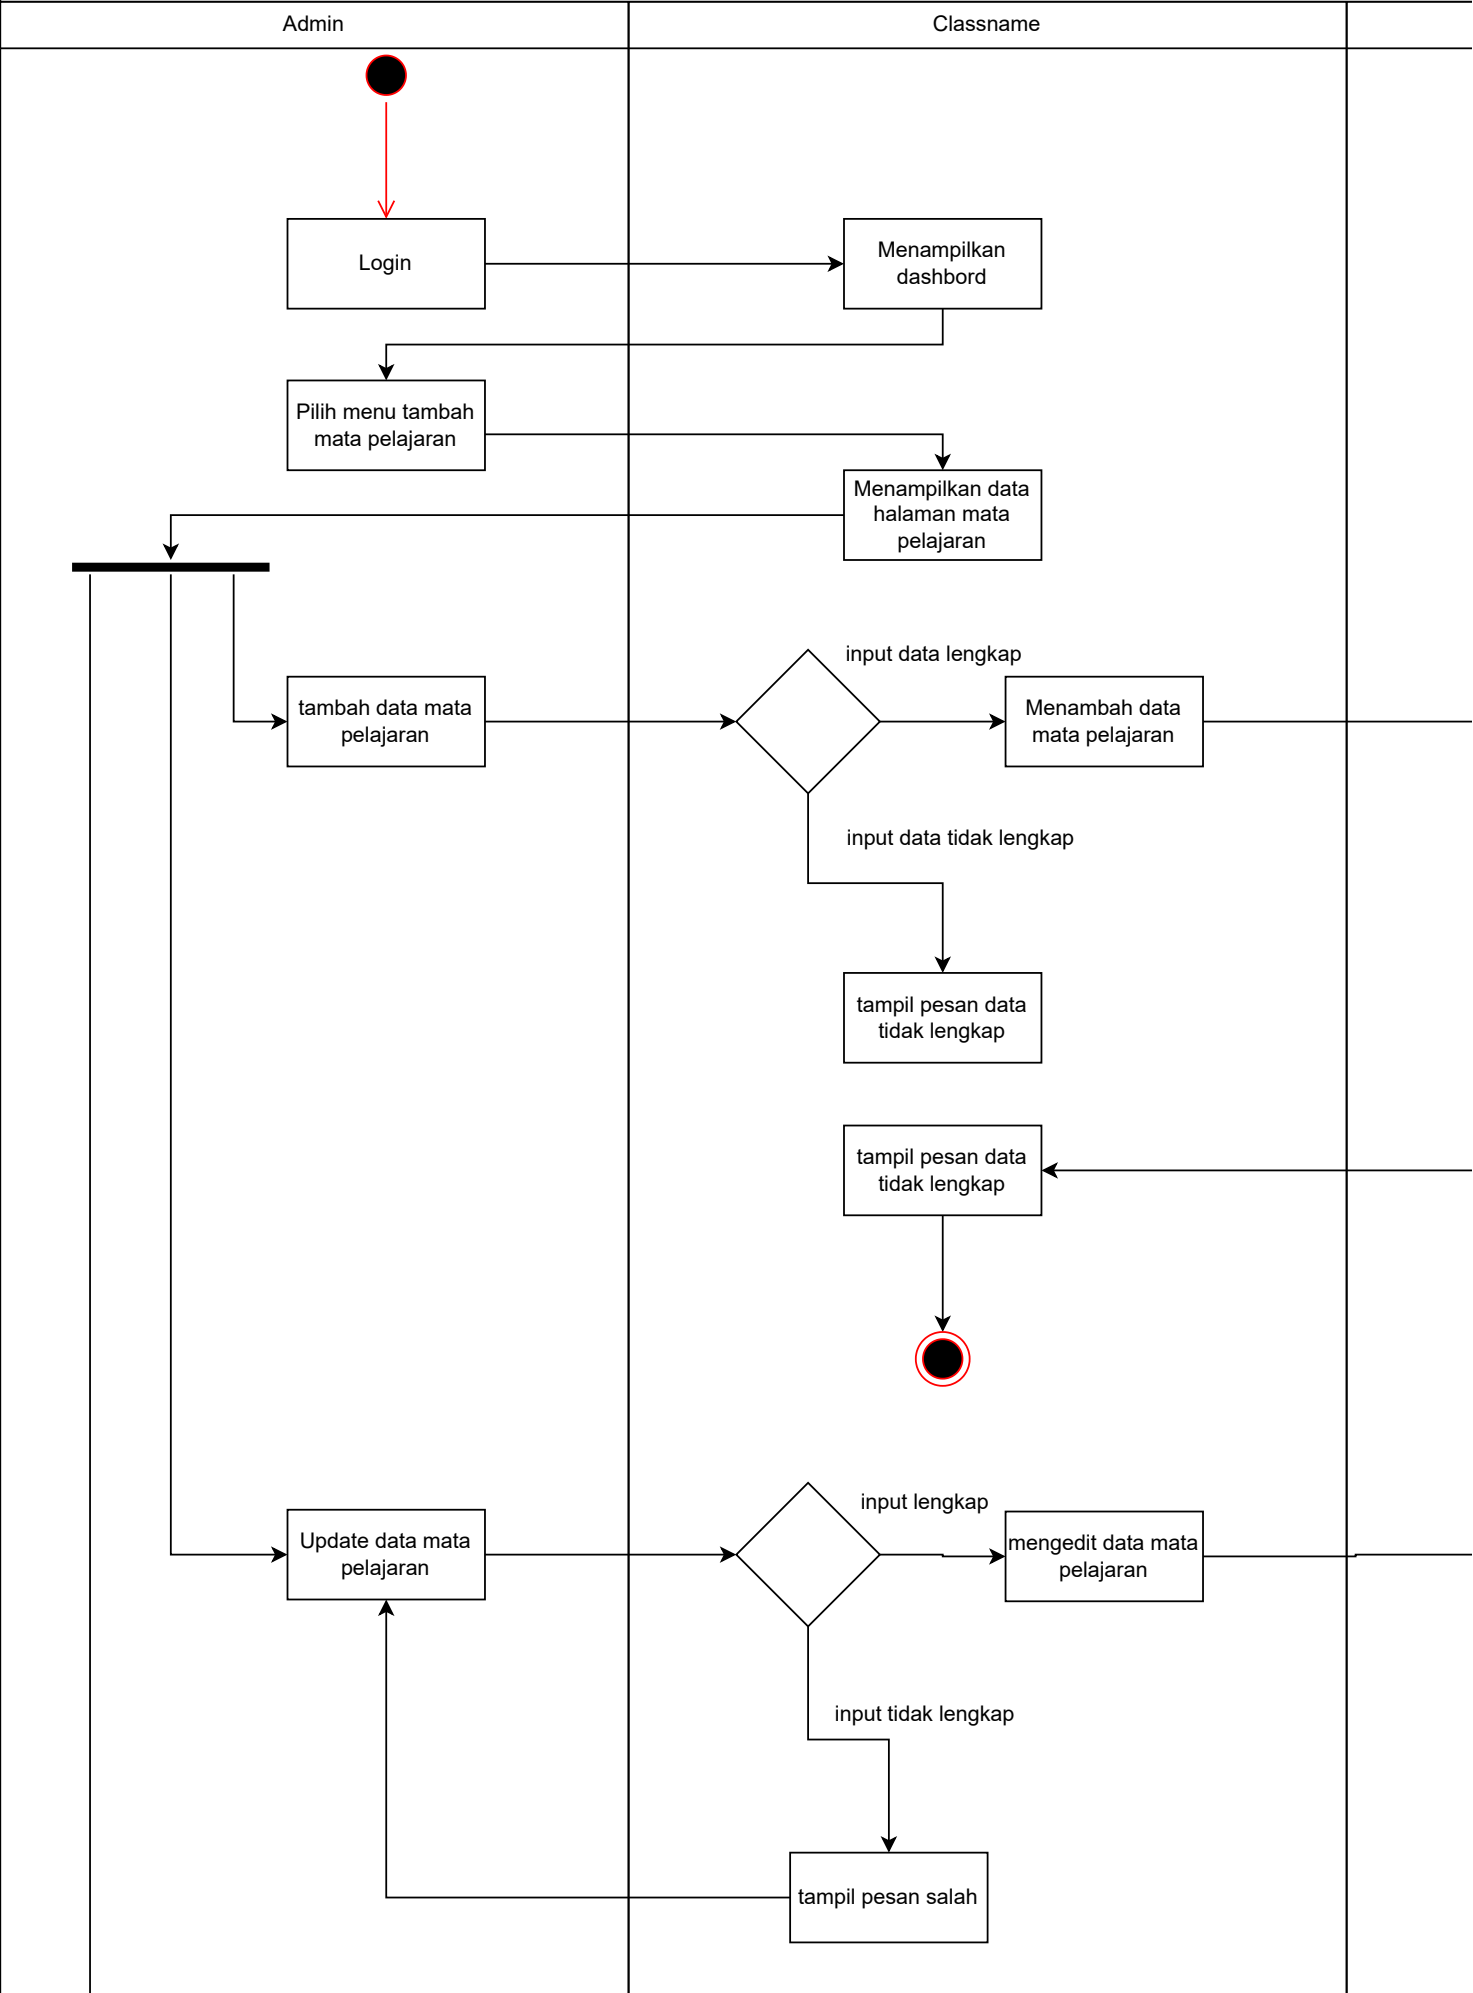 Admin
Classname
Login
Menampilkan
dashbord
Pilih menu tambah
mata pelajaran
Menampilkan data
halaman mata
pelajaran
input data lengkap
tambah data mata
pelajaran
Menambah data
mata pelajaran
input data tidak lengkap
tampil pesan data
tidak lengkap
tampil pesan data
tidak lengkap
input lengkap
Update data mata
pelajaran
mengedit data mata
pelajaran
input tidak lengkap
tampil pesan salah